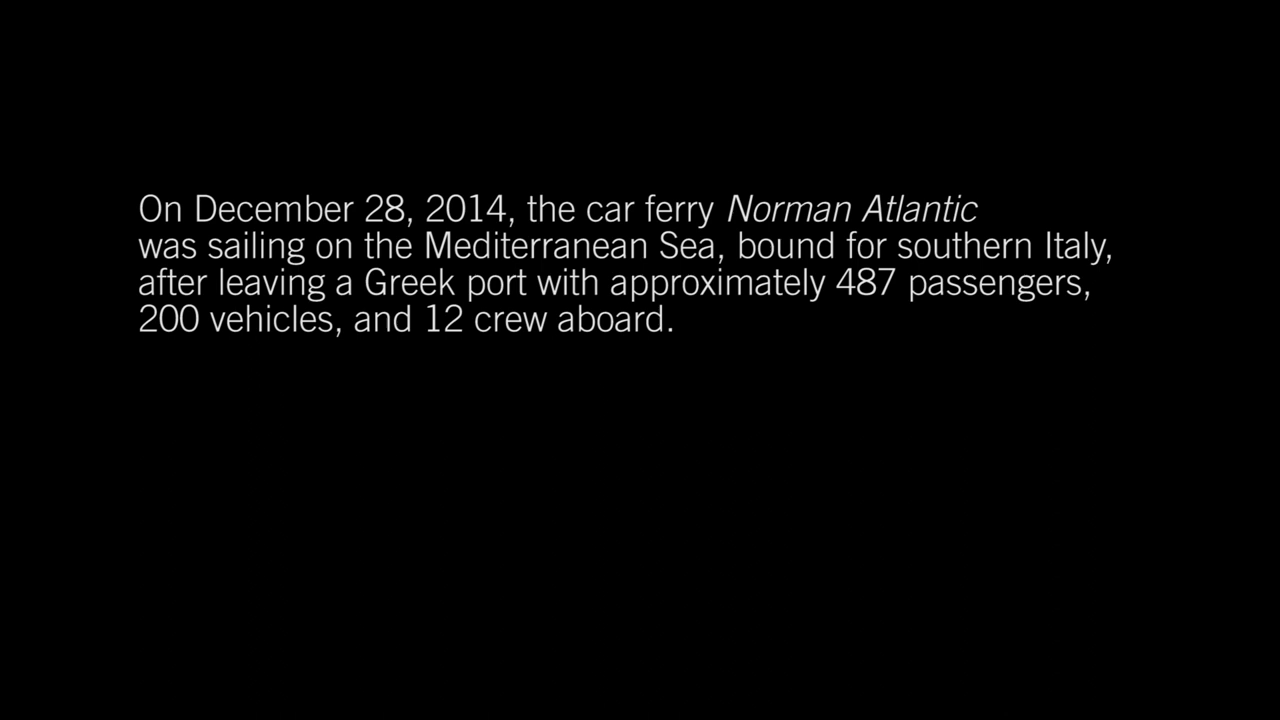 On December 28, 2014, the car ferry Norman Atlantic
was sailing on the Mediterranean Sea, bound for southern Italy,
after leaving a Greek port with approximately 487 passengers,
200 vehicles, and 12 crew aboard.